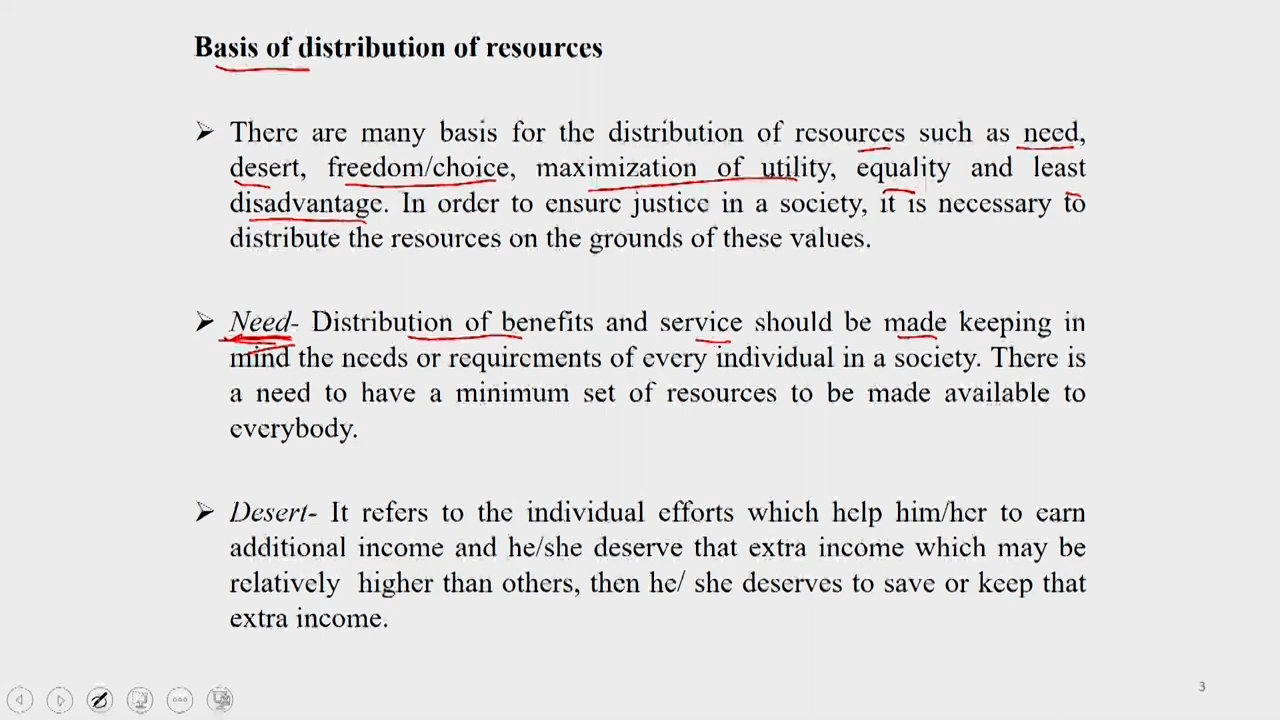 Basis of distribution of resources
➢ There are many basis for the distribution of resources such as need,
desert, freedom/choice, maximization of utility, equality and least
disadvantage. In order to ensure justice in a society, it is necessary to
distribute the resources on the grounds of these values.
➢ Need- Distribution of benefits and service should be made keeping in
mind the needs or requirements of every individual in a society. There is
a need to have a minimum set of resources to be made available to
everybody.
➢ Desert- It refers to the individual efforts which help him/her to earn
additional income and he/she deserve that extra income which may be
relatively higher than others, then he/ she deserves to save or keep that
extra income.
3